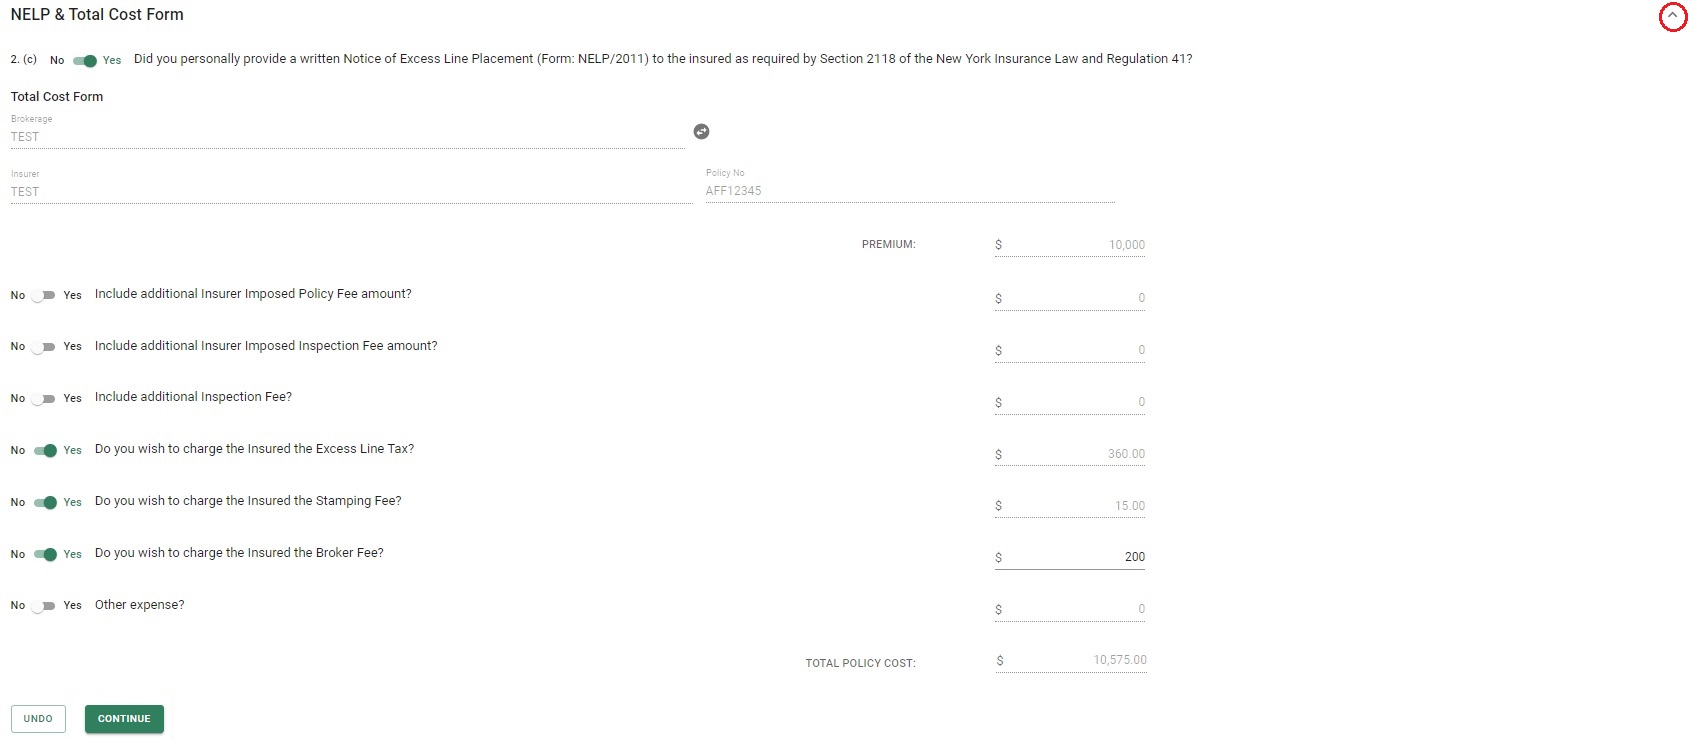 NELP & Total Cost Form
2. (c) No Yes Did you personally provide a written Notice of Excess Line Placement (Form: NELP/2011) to the insured as required by Section 2118 of the New York Insurance Law and Regulation 41?
Total Cost Form
Brokerage
TEST
Insurer
TEST
Policy No
AFF12345
PREMIUM: $ 10,000
No Yes Include additional Insurer Imposed Policy Fee amount? $ 0
No Yes Include additional Insurer Imposed Inspection Fee amount? $ 0
No Yes Include additional Inspection Fee? $ 0
No Yes Do you wish to charge the Insured the Excess Line Tax? $ 360.00
No Yes Do you wish to charge the Insured the Stamping Fee? $ 15.00
No Yes Do you wish to charge the Insured the Broker Fee? $ 200
No Yes Other expense? $ 0
TOTAL POLICY COST: $ 10,575.00
UNDO CONTINUE